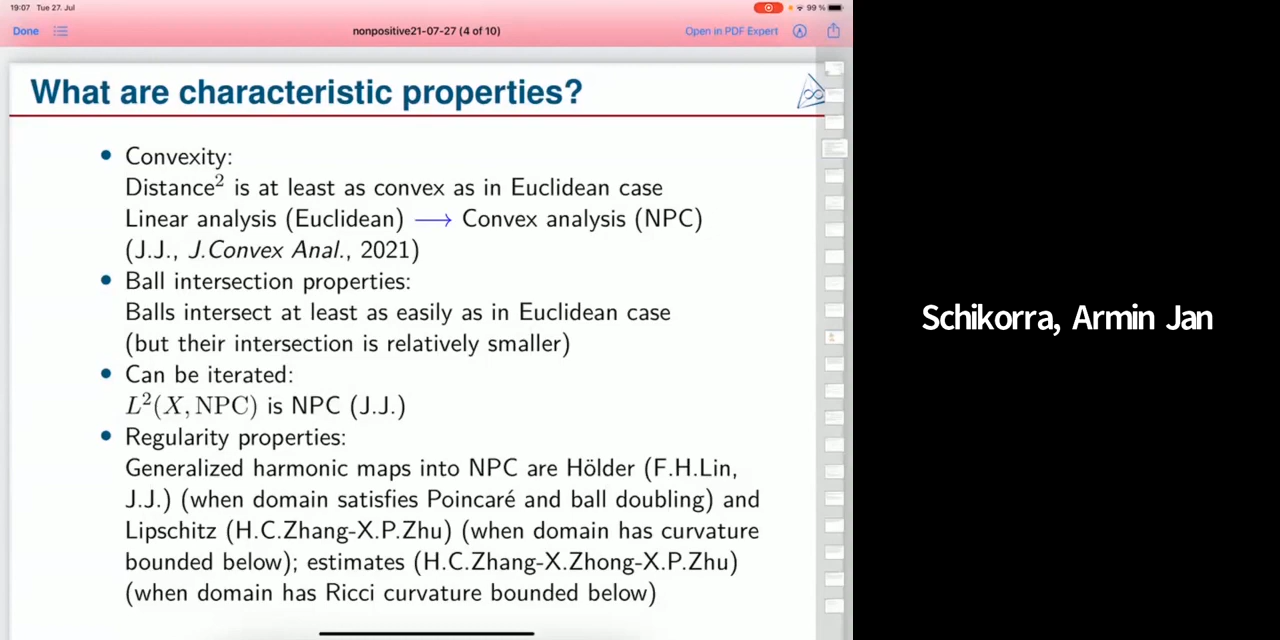 19:07 Tue 27. Jul
99 %
Done
nonpositive21-07-27 (4 of 10)
Open in PDF Expert
What are characteristic properties?
• Convexity:
Distance² is at least as convex as in Euclidean case
Linear analysis (Euclidean) ⟶ Convex analysis (NPC)
(J.J., J.Convex Anal., 2021)
• Ball intersection properties:
Balls intersect at least as easily as in Euclidean case
(but their intersection is relatively smaller)
• Can be iterated:
L²(X, NPC) is NPC (J.J.)
• Regularity properties:
Generalized harmonic maps into NPC are Hölder (F.H.Lin,
J.J.) (when domain satisfies Poincaré and ball doubling) and
Lipschitz (H.C.Zhang-X.P.Zhu) (when domain has curvature
bounded below); estimates (H.C.Zhang-X.Zhong-X.P.Zhu)
(when domain has Ricci curvature bounded below)
Schikorra, Armin Jan